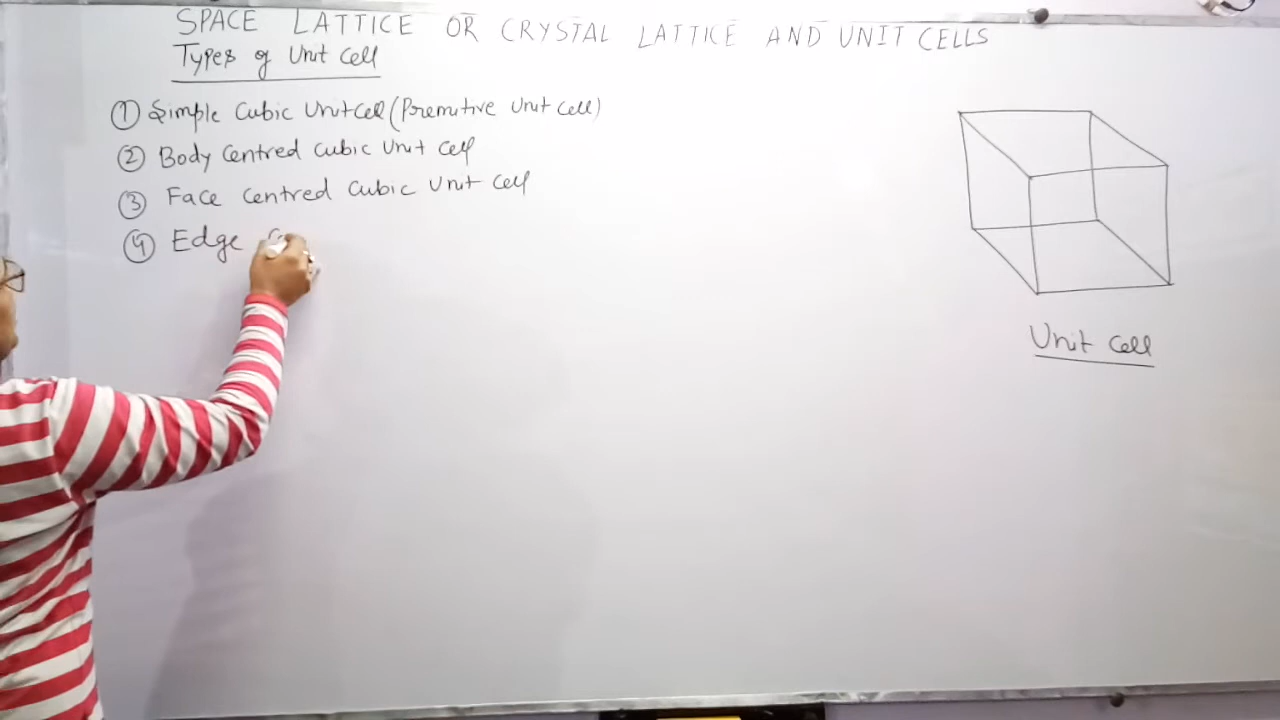 SPACE LATTICE OR CRYSTAL LATTICE AND UNIT CELLS
Types of Unit Cell
① Simple Cubic Unit cell (Premitive Unit cell)
② Body Centred Cubic Unit cell
③ Face Centred Cubic Unit cell
④ Edge
Unit Cell